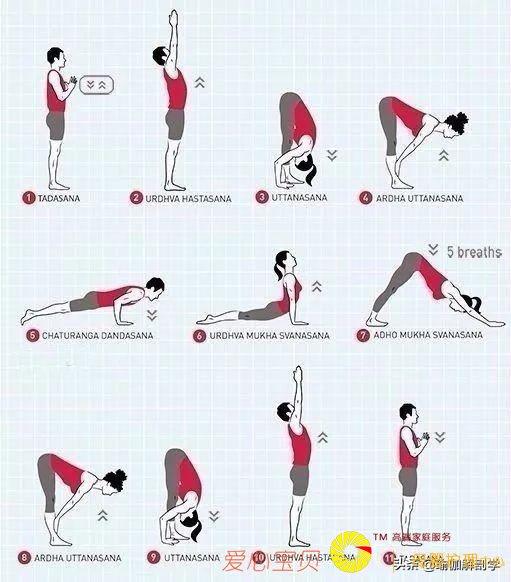 1 TADASANA
2 URDHVA HASTASANA
3 UTTANASANA
4 ARDHA UTTANASANA
5 CHATURANGA DANDASANA
6 URDHVA MUKHA SVANASANA
5 breaths
7 ADHO MUKHA SVANASANA
8 ARDHA UTTANASANA
9 UTTANASANA
10 URDHVA HASTASANA
11
TM 高端家庭服务
爱心宝贝
头条 @瑜伽解剖学